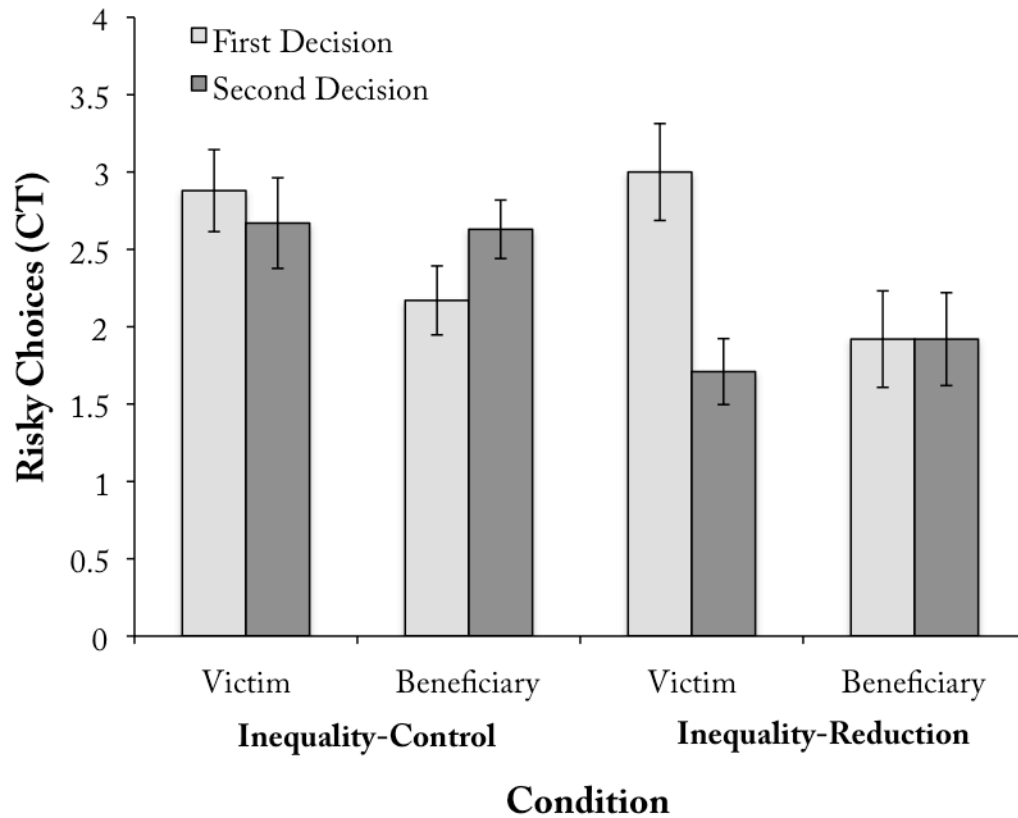 4
3.5
3
2.5
2
1.5
1
0.5
0
Risky Choices (CT)
First Decision
Second Decision
Victim Beneficiary Victim Beneficiary
Inequality-Control Inequality-Reduction
Condition